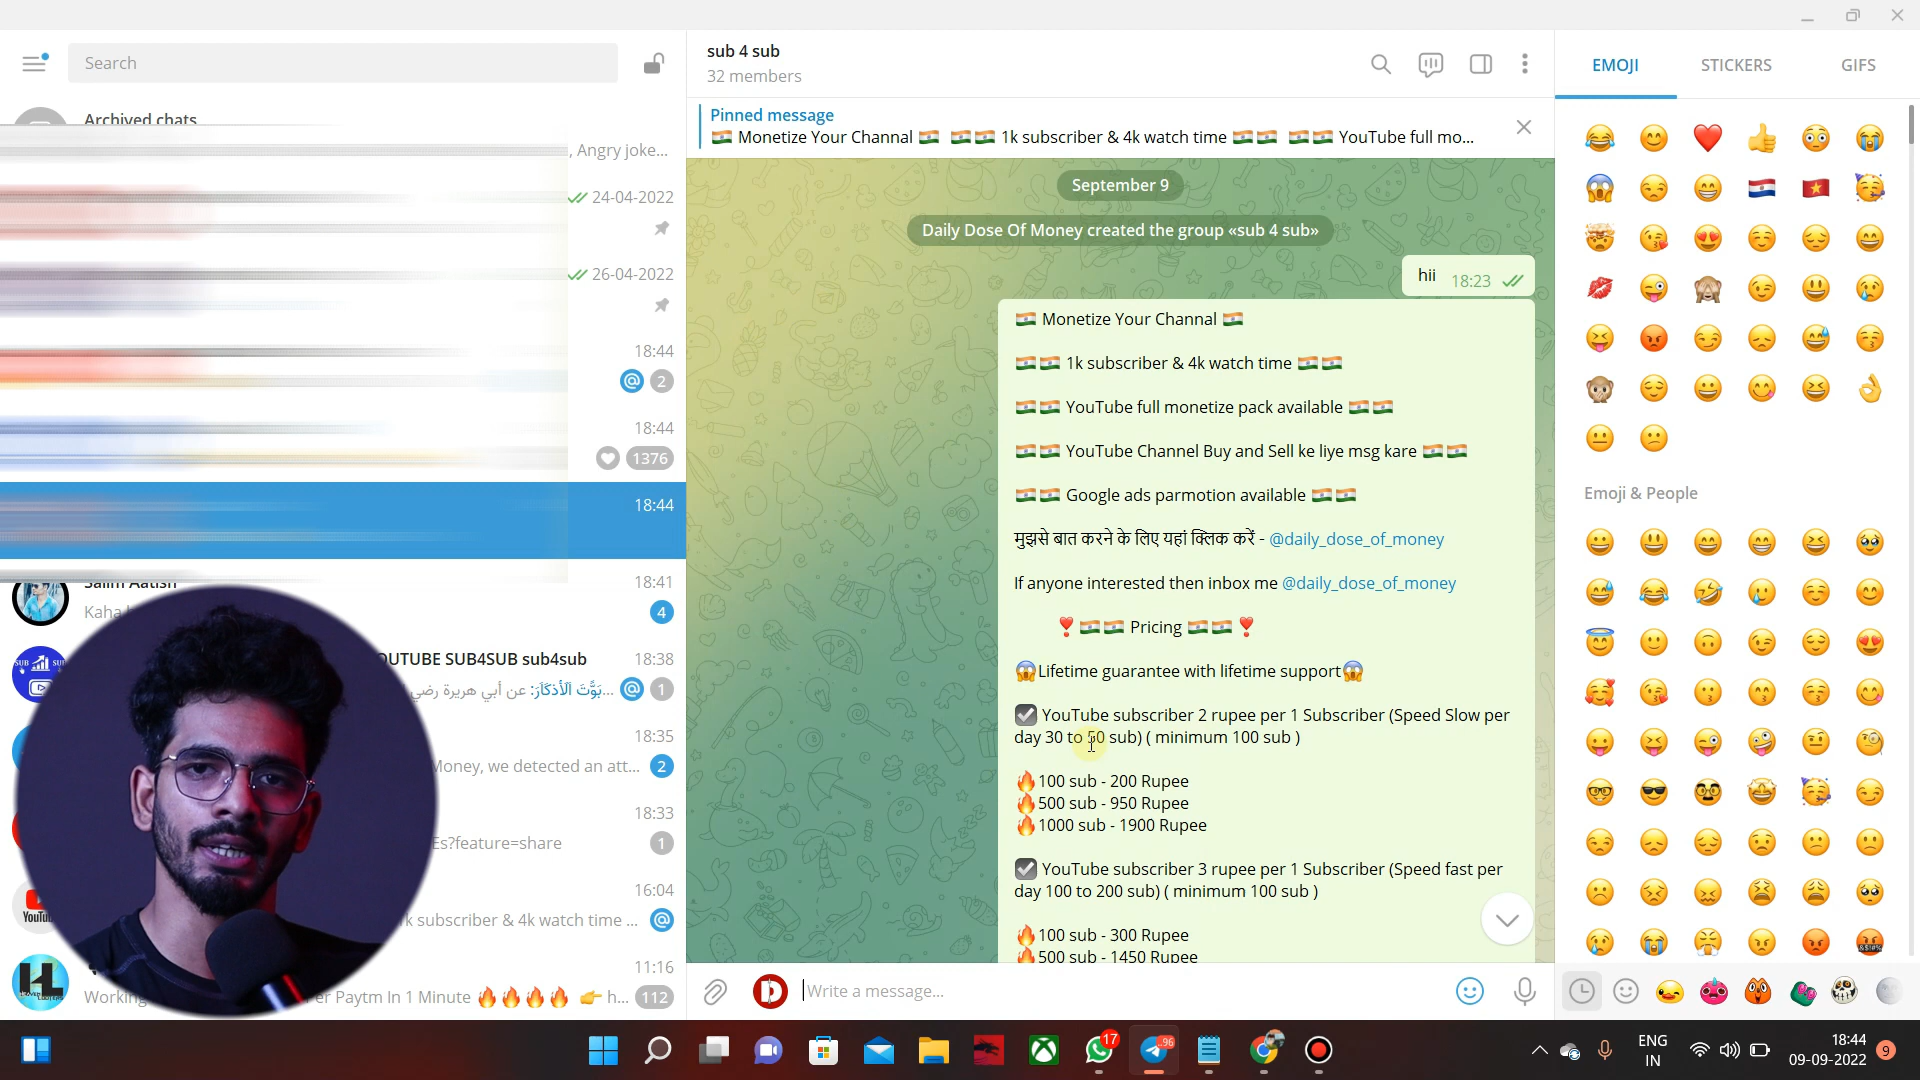 Search
Archived chats
, Angry joke...
24-04-2022
26-04-2022
18:44
2
18:44
1376
18:44
18:41
Kaha
4
OUTUBE SUB4SUB sub4sub
18:38
1
18:35
Money, we detected an att...
2
18:33
Es?feature=share
1
16:04
k subscriber & 4k watch time ...
11:16
Working
er Paytm In 1 Minute 🔥🔥🔥🔥 👉 h...
112
sub 4 sub
32 members
Pinned message
🇮🇳 Monetize Your Channal 🇮🇳 🇮🇳🇮🇳 1k subscriber & 4k watch time 🇮🇳🇮🇳 🇮🇳🇮🇳 YouTube full mo...
September 9
Daily Dose Of Money created the group «sub 4 sub»
hii 18:23
🇮🇳 Monetize Your Channal 🇮🇳
🇮🇳🇮🇳 1k subscriber & 4k watch time 🇮🇳🇮🇳
🇮🇳🇮🇳 YouTube full monetize pack available 🇮🇳🇮🇳
🇮🇳🇮🇳 YouTube Channel Buy and Sell ke liye msg kare 🇮🇳🇮🇳
🇮🇳🇮🇳 Google ads parmotion available 🇮🇳🇮🇳
मुझसे बात करने के लिए यहां क्लिक करें - @daily_dose_of_money
If anyone interested then inbox me @daily_dose_of_money
❣️🇮🇳🇮🇳 Pricing 🇮🇳🇮🇳❣️
😱Lifetime guarantee with lifetime support😱
☑️ YouTube subscriber 2 rupee per 1 Subscriber (Speed Slow per
day 30 to 50 sub) ( minimum 100 sub )
🔥100 sub - 200 Rupee
🔥500 sub - 950 Rupee
🔥1000 sub - 1900 Rupee
☑️ YouTube subscriber 3 rupee per 1 Subscriber (Speed fast per
day 100 to 200 sub) ( minimum 100 sub )
🔥100 sub - 300 Rupee
🔥500 sub - 1450 Rupee
Write a message...
EMOJI
STICKERS
GIFS
Emoji & People
17
96
ENG
IN
18:44
09-09-2022
9